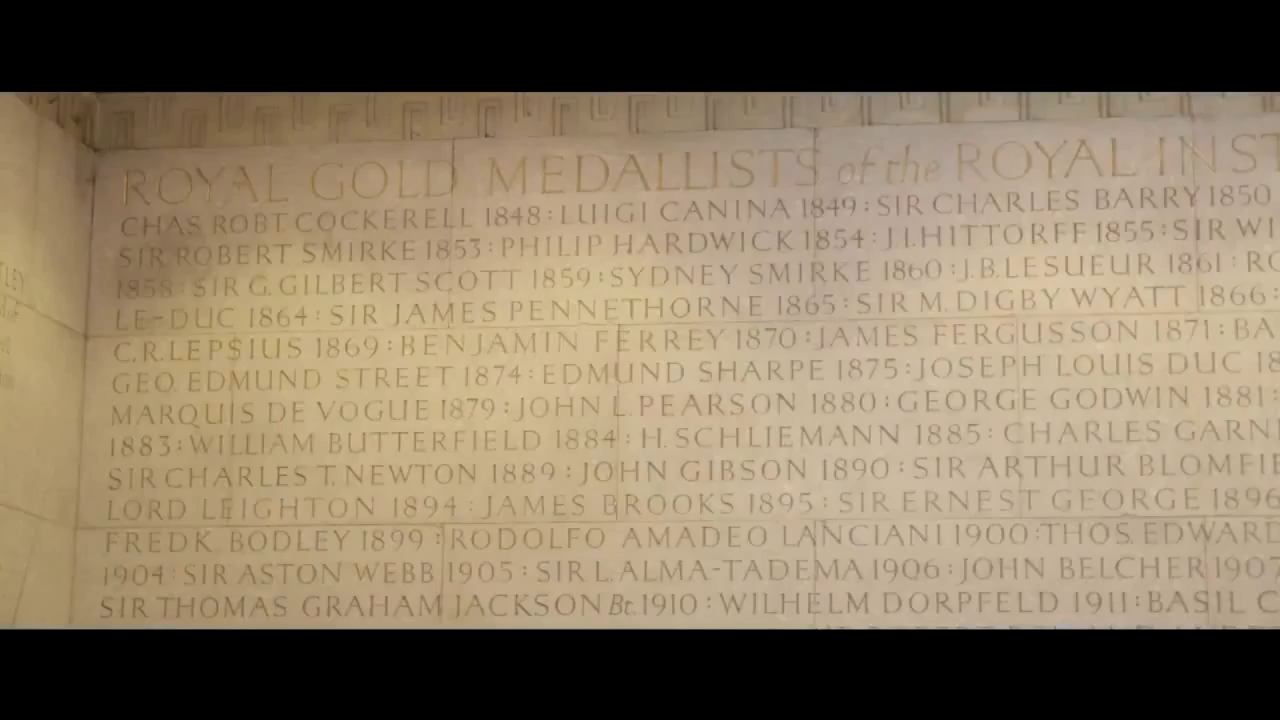 ROYAL GOLD MEDALLISTS of the ROYAL INST
CHAS ROBT COCKERELL 1848 : LUIGI CANINA 1849 : SIR CHARLES BARRY 1850
SIR ROBERT SMIRKE 1853 : PHILIP HARDWICK 1854 : J.I. HITTORFF 1855 : SIR WI
1858 : SIR G. GILBERT SCOTT 1859 : SYDNEY SMIRKE 1860 : J.B. LESUEUR 1861 : RO
LE-DUC 1864 : SIR JAMES PENNETHORNE 1865 : SIR M. DIGBY WYATT 1866 :
C.R. LEPSIUS 1869 : BENJAMIN FERREY 1870 : JAMES FERGUSSON 1871 : BA
GEO. EDMUND STREET 1874 : EDMUND SHARPE 1875 : JOSEPH LOUIS DUC 18
MARQUIS DE VOGUE 1879 : JOHN L. PEARSON 1880 : GEORGE GODWIN 1881 :
1883 : WILLIAM BUTTERFIELD 1884 : H. SCHLIEMANN 1885 : CHARLES GARNI
SIR CHARLES T. NEWTON 1889 : JOHN GIBSON 1890 : SIR ARTHUR BLOMFIE
LORD LEIGHTON 1894 : JAMES BROOKS 1895 : SIR ERNEST GEORGE 1896
FREDK. BODLEY 1899 : RODOLFO AMADEO LANCIANI 1900 : THOS. EDWARD
1904 : SIR ASTON WEBB 1905 : SIR L. ALMA-TADEMA 1906 : JOHN BELCHER 1907
SIR THOMAS GRAHAM JACKSON Bt. 1910 : WILHELM DORPFELD 1911 : BASIL C
TLEY